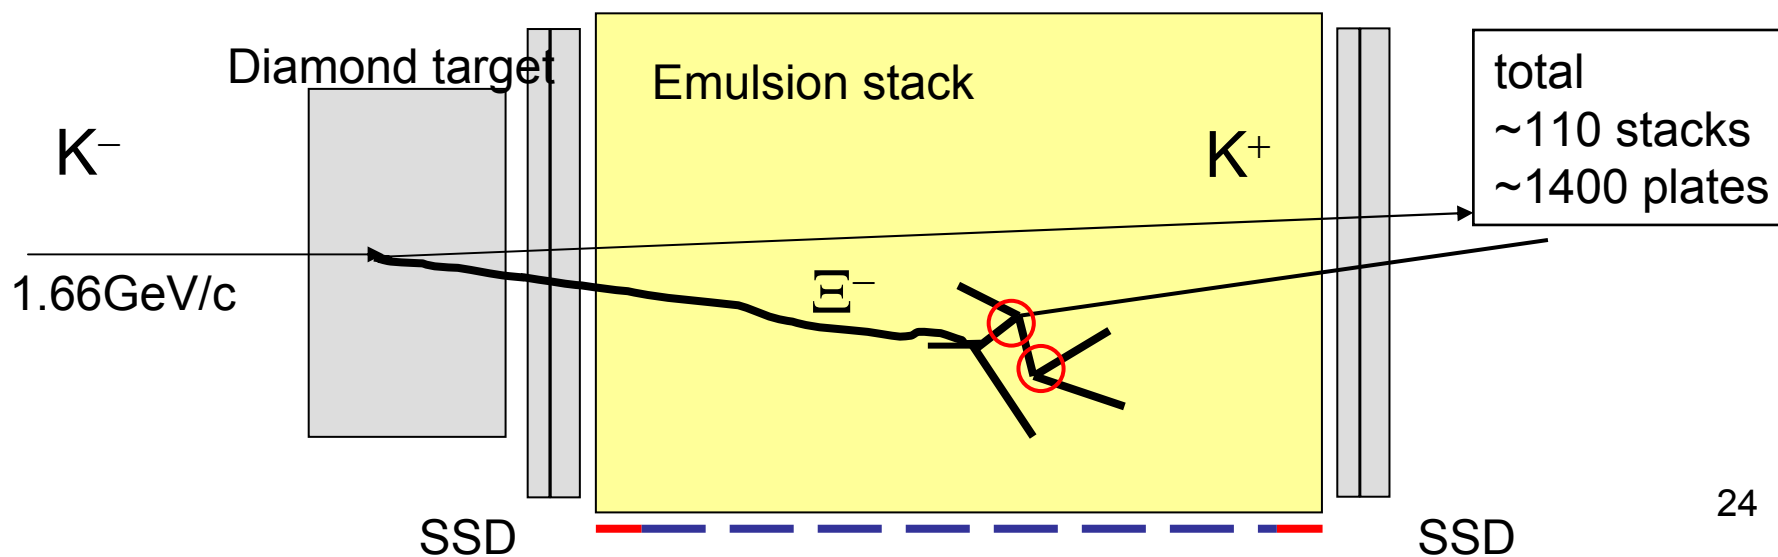 Diamond target
Emulsion stack
total
~110 stacks
~1400 plates
K⁻
K⁺
1.66GeV/c
Ξ⁻
SSD
SSD
24